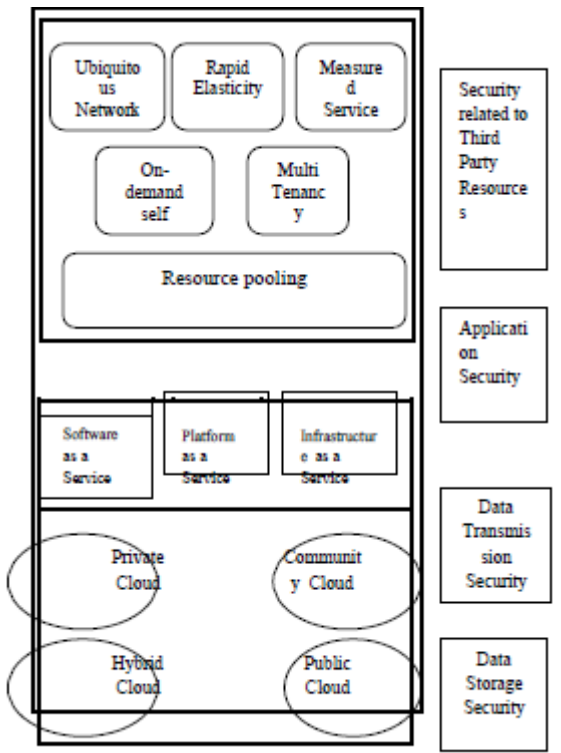 Ubiquito
us
Network
Rapid
Elasticity
Measure
d
Service
On-
demand
self
Multi
Tenanc
y
Resource pooling
Software
as a
Service
Platform
as a
Service
Infrastructur
e as a
Service
Private
Cloud
Communit
y Cloud
Hybrid
Cloud
Public
Cloud
Security
related to
Third
Party
Resource
s
Applicati
on
Security
Data
Transmis
sion
Security
Data
Storage
Security